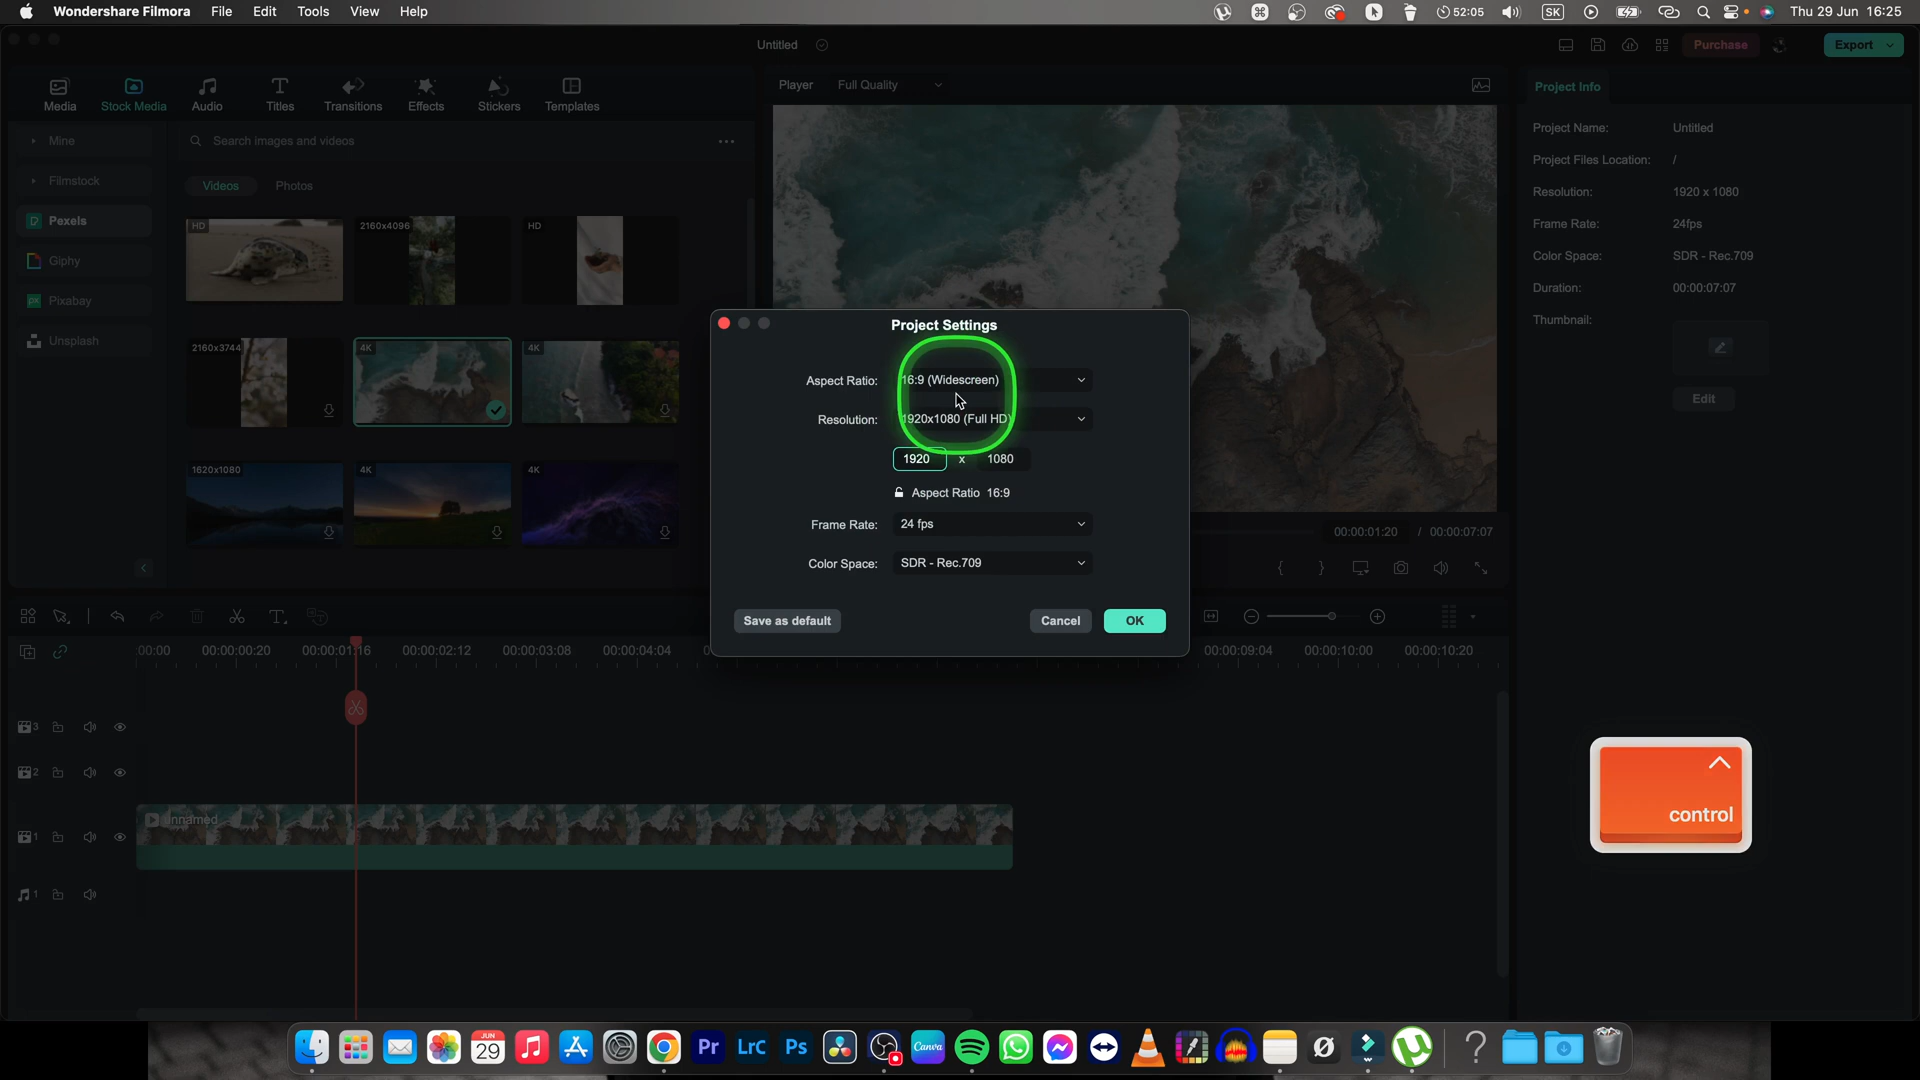 Wondershare Filmora File Edit Tools View Help
52:05 SK Thu 29 Jun 16:25
Untitled
Purchase Export
Media Stock Media Audio Titles Transitions Effects Stickers Templates
Player Full Quality
Project Info
Mine
Filmstock
Pexels
Giphy
Pixabay
Unsplash
Search images and videos
Videos Photos
HD 2160x4096 HD
2160x3744 4K 4K
1620x1080 4K 4K
Project Name: Untitled
Project Files Location: /
Resolution: 1920 x 1080
Frame Rate: 24fps
Color Space: SDR - Rec.709
Duration: 00:00:07:07
Thumbnail:
Edit
Project Settings
Aspect Ratio: 16:9 (Widescreen)
Resolution: 1920x1080 (Full HD)
1920 x 1080
Aspect Ratio 16:9
Frame Rate: 24 fps
Color Space: SDR - Rec.709
Save as default Cancel OK
00:00:01:20 / 00:00:07:07
:00:00 00:00:00:20 00:00:01:16 00:00:02:12 00:00:03:08 00:00:04:04 00:00:09:04 00:00:10:00 00:00:10:20
3
2
1
unnamed
1
control
JUN
29
Pr LrC Ps Canva